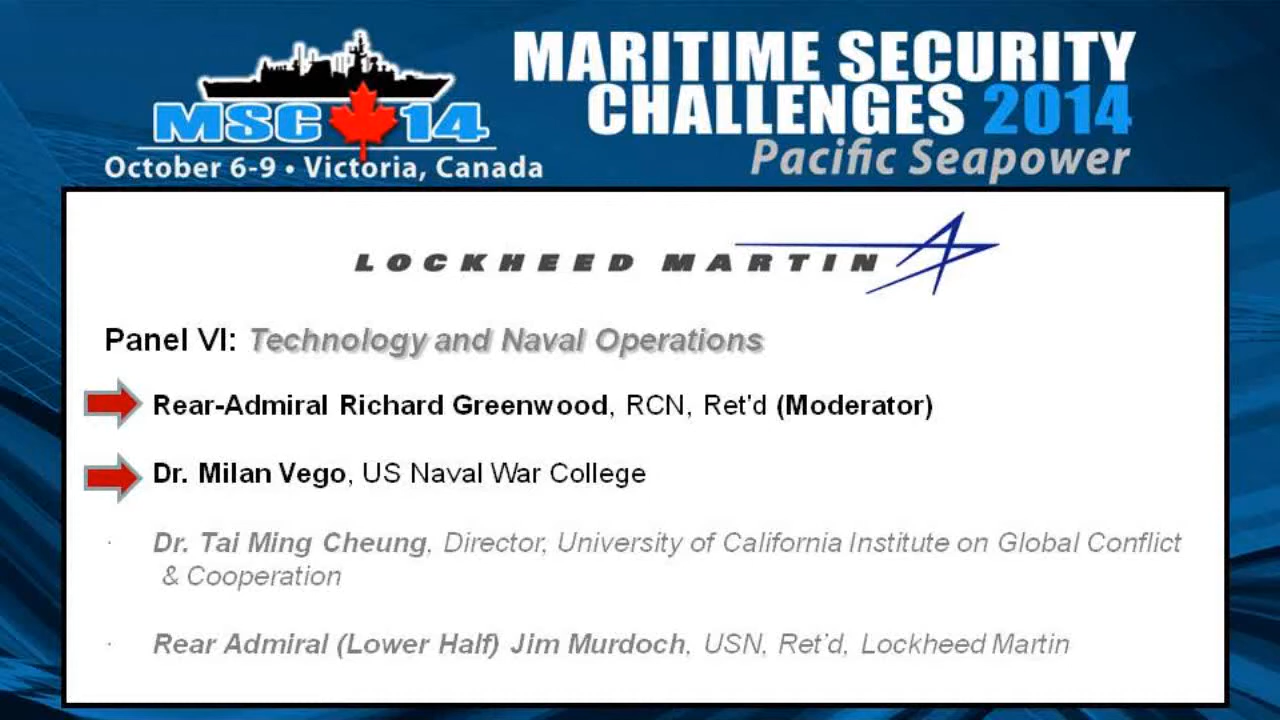 MSC 14
October 6-9 • Victoria, Canada
MARITIME SECURITY
CHALLENGES 2014
Pacific Seapower
LOCKHEED MARTIN
Panel VI: Technology and Naval Operations
Rear-Admiral Richard Greenwood, RCN, Ret'd (Moderator)
Dr. Milan Vego, US Naval War College
· Dr. Tai Ming Cheung, Director, University of California Institute on Global Conflict
& Cooperation
· Rear Admiral (Lower Half) Jim Murdoch, USN, Ret’d, Lockheed Martin